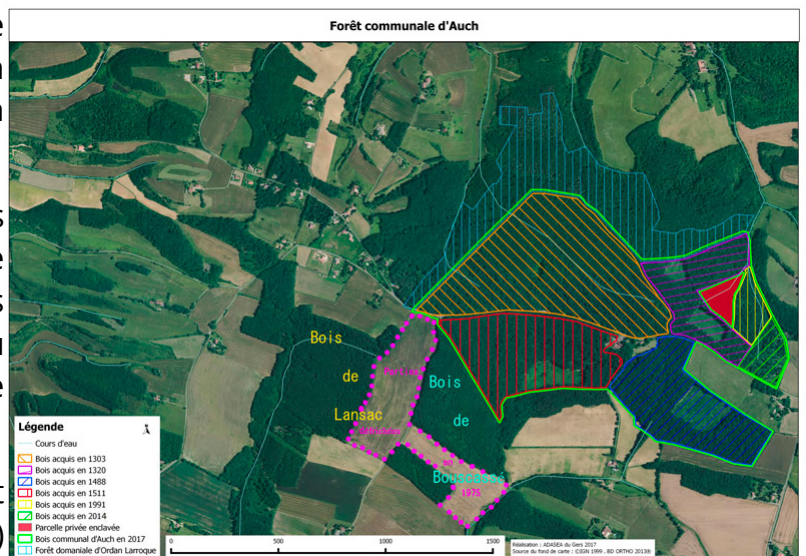 Forêt communale d'Auch
Bois
de
Lansac
Bois
de
Bouscassé
en
1975
Légende
Cours d'eau
Bois acquis en 1303
Bois acquis en 1320
Bois acquis en 1488
Bois acquis en 1511
Bois acquis en 1991
Bois acquis en 2014
Parcelle privée enclavée
Bois communal d'Auch en 2017
Forêt domaniale d'Ordan Larroque
0 500 1000 1500
Réalisation : ADASEA du Gers 2017
Source du fond de carte : ©IGN 1999 . BD ORTHO 2013®